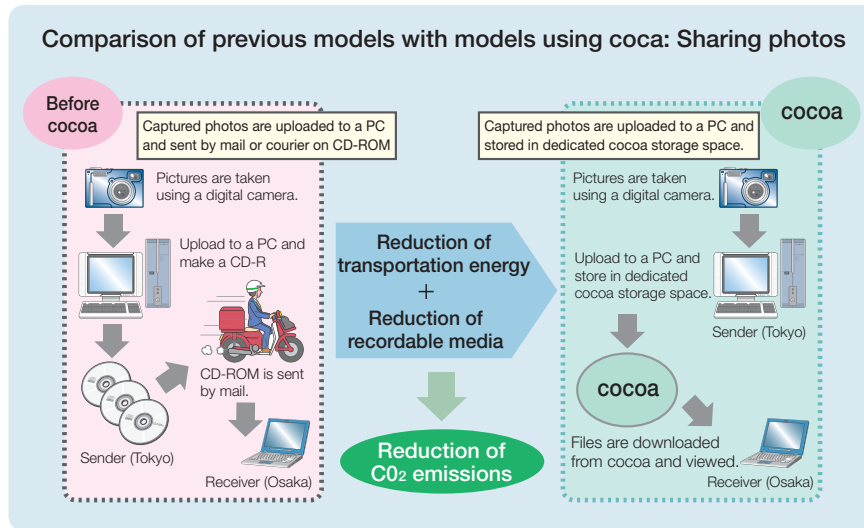 Comparison of previous models with models using coca: Sharing photos
Before
cocoa
Captured photos are uploaded to a PC
and sent by mail or courier on CD-ROM
Pictures are taken
using a digital camera.
Upload to a PC and
make a CD-R
CD-ROM is sent
by mail.
Sender (Tokyo)
Receiver (Osaka)
Reduction of
transportation energy
+
Reduction of
recordable media
Reduction of
C02 emissions
cocoa
Captured photos are uploaded to a PC and
stored in dedicated cocoa storage space.
Pictures are taken
using a digital camera.
Upload to a PC and
store in dedicated
cocoa storage space.
Sender (Tokyo)
cocoa
Files are downloaded
from cocoa and viewed.
Receiver (Osaka)